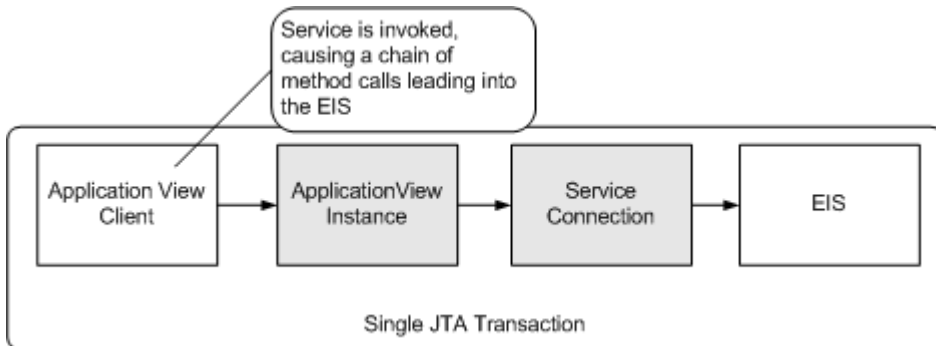 Service is invoked,
causing a chain of
method calls leading into
the EIS
Application View
Client
ApplicationView
Instance
Service
Connection
EIS
Single JTA Transaction